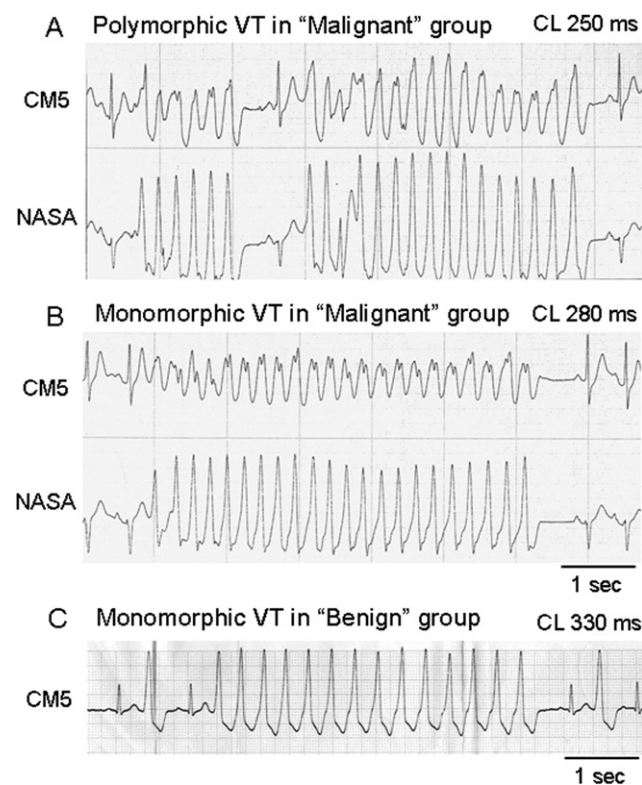 A Polymorphic VT in “Malignant” group CL 250 ms
CM5
NASA
B Monomorphic VT in “Malignant” group CL 280 ms
CM5
NASA
1 sec
C Monomorphic VT in “Benign” group CL 330 ms
CM5
1 sec